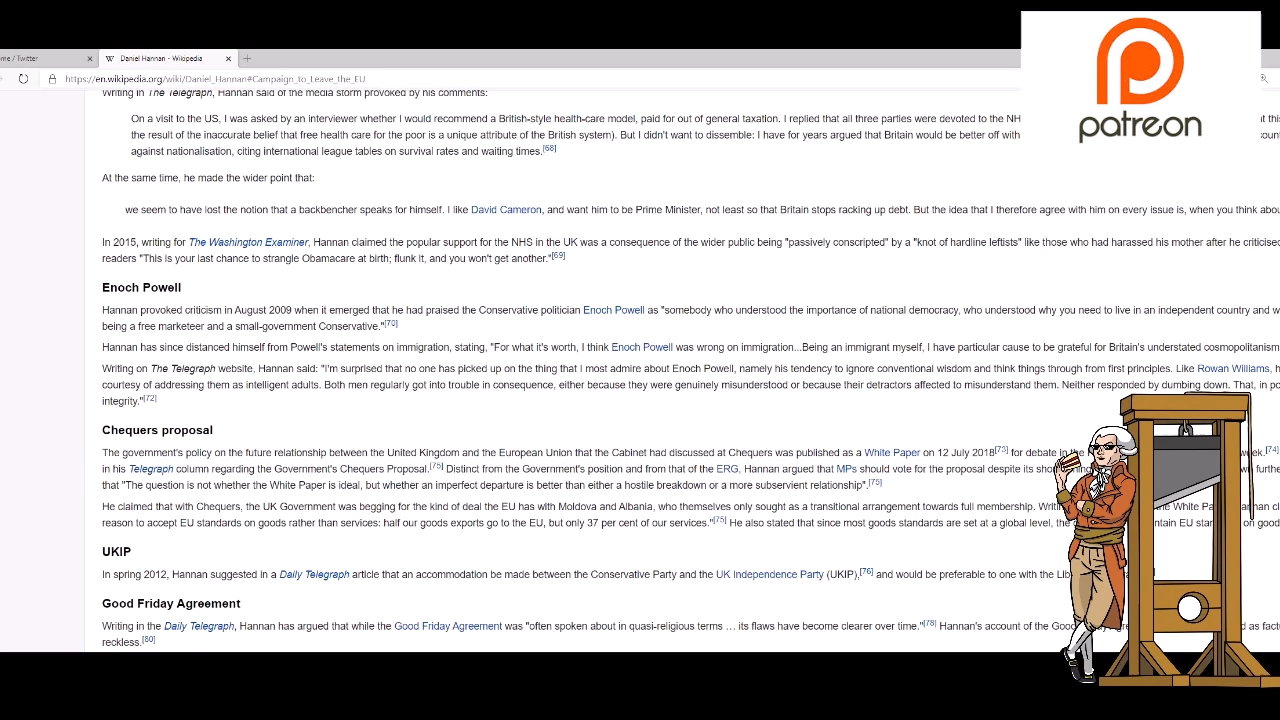 ome / Twitter
Daniel Hannan - Wikipedia
https://en.wikipedia.org/wiki/Daniel_Hannan#Campaign_to_Leave_the_EU
patreon
Writing in The Telegraph, Hannan said of the media storm provoked by his comments:
On a visit to the US, I was asked by an interviewer whether I would recommend a British-style health-care model, paid for out of general taxation. I replied that all three parties were devoted to the NH
the result of the inaccurate belief that free health care for the poor is a unique attribute of the British system). But I didn't want to dissemble: I have for years argued that Britain would be better off with
against nationalisation, citing international league tables on survival rates and waiting times.[68]
At the same time, he made the wider point that:
we seem to have lost the notion that a backbencher speaks for himself. I like David Cameron, and want him to be Prime Minister, not least so that Britain stops racking up debt. But the idea that I therefore agree with him on every issue is, when you think abou
In 2015, writing for The Washington Examiner, Hannan claimed the popular support for the NHS in the UK was a consequence of the wider public being "passively conscripted" by a "knot of hardline leftists" like those who had harassed his mother after he criticise
readers "This is your last chance to strangle Obamacare at birth; flunk it, and you won't get another."[69]
Enoch Powell
Hannan provoked criticism in August 2009 when it emerged that he had praised the Conservative politician Enoch Powell as "somebody who understood the importance of national democracy, who understood why you need to live in an independent country and w
being a free marketeer and a small-government Conservative."[70]
Hannan has since distanced himself from Powell's statements on immigration, stating, "For what it's worth, I think Enoch Powell was wrong on immigration...Being an immigrant myself, I have particular cause to be grateful for Britain's understated cosmopolitanism
Writing on The Telegraph website, Hannan said: "I'm surprised that no one has picked up on the thing that I most admire about Enoch Powell, namely his tendency to ignore conventional wisdom and think things through from first principles. Like Rowan Williams, h
courtesy of addressing them as intelligent adults. Both men regularly got into trouble in consequence, either because they were genuinely misunderstood or because their detractors affected to misunderstand them. Neither responded by dumbing down. That, in po
integrity."[72]
Chequers proposal
The government's policy on the future relationship between the United Kingdom and the European Union that the Cabinet had discussed at Chequers was published as a White Paper on 12 July 2018[73] for debate in the week.[74]
in his Telegraph column regarding the Government's Chequers Proposal.[75] Distinct from the Government's position and from that of the ERG, Hannan argued that MPs should vote for the proposal despite its
that "The question is not whether the White Paper is ideal, but whether an imperfect departure is better than either a hostile breakdown or a more subservient relationship".[75]
He claimed that with Chequers, the UK Government was begging for the kind of deal the EU has with Moldova and Albania, who themselves only sought as a transitional arrangement towards full membership. the White Paper
reason to accept EU standards on goods rather than services: half our goods exports go to the EU, but only 37 per cent of our services."[75] He also stated that since most goods standards are set at a global level, the
UKIP
In spring 2012, Hannan suggested in a Daily Telegraph article that an accommodation be made between the Conservative Party and the UK Independence Party (UKIP),[76] and would be preferable to one with the
Good Friday Agreement
Writing in the Daily Telegraph, Hannan has argued that while the Good Friday Agreement was "often spoken about in quasi-religious terms … its flaws have become clearer over time."[78] Hannan's account of the
reckless.[80]